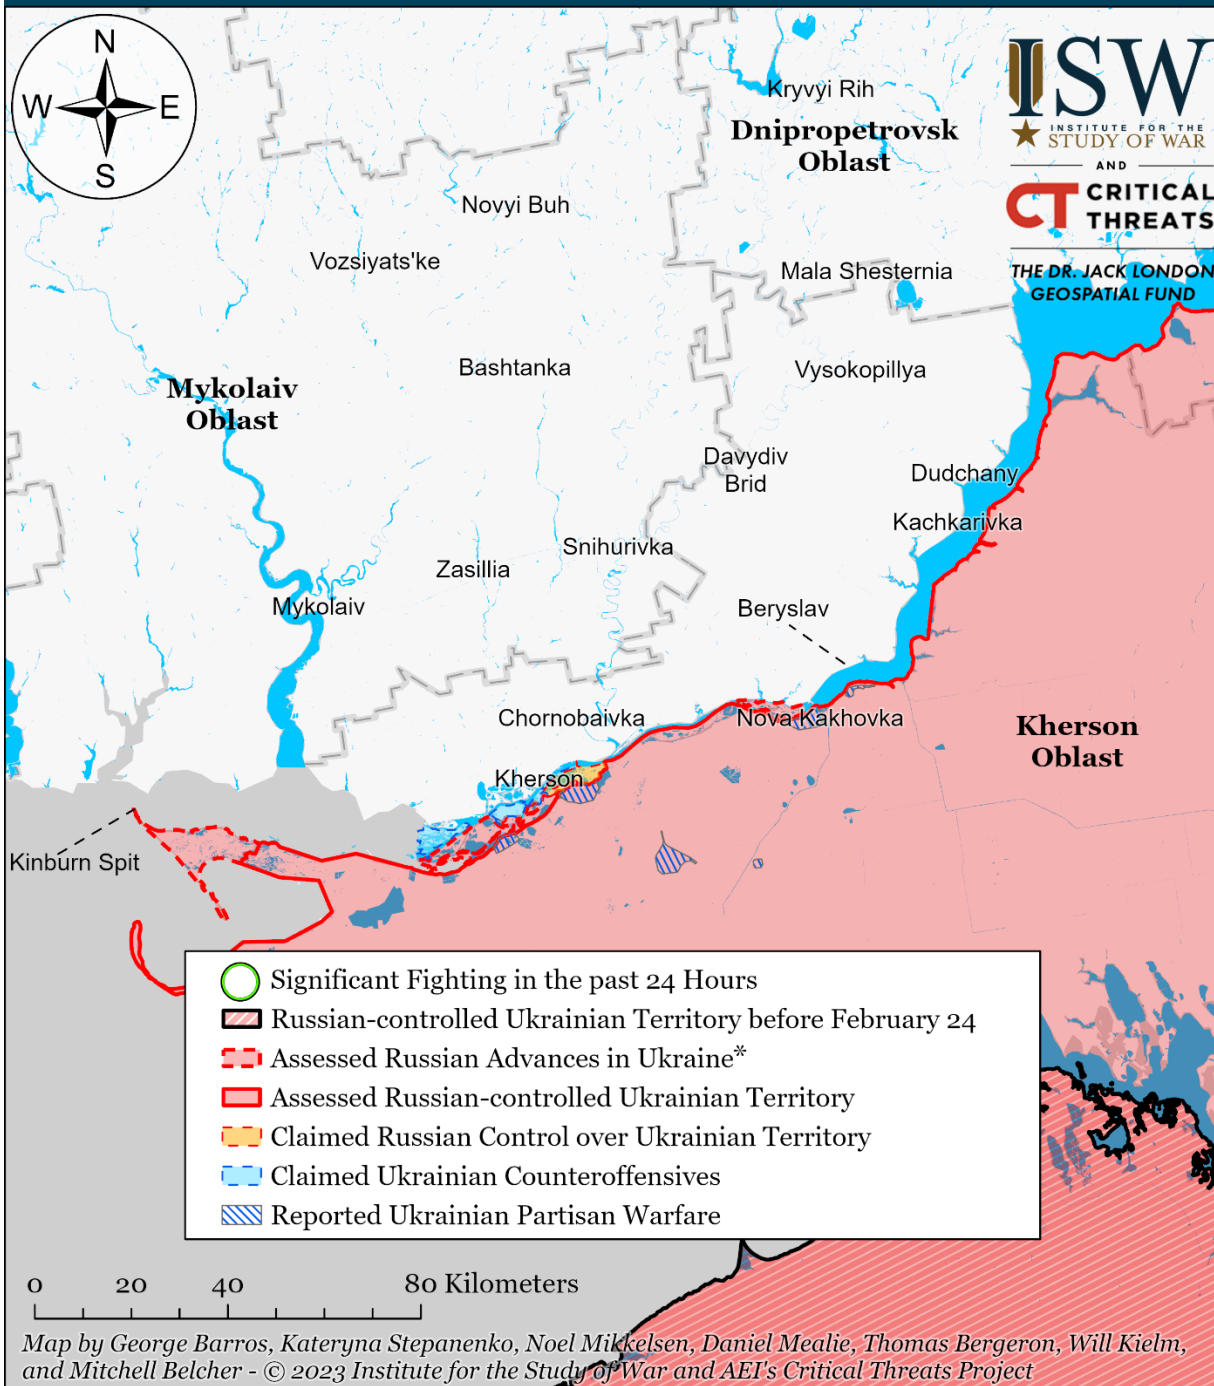 N
W E
S
ISW
INSTITUTE FOR THE
STUDY OF WAR
AND
CT CRITICAL
THREATS
THE DR. JACK LONDON
GEOSPATIAL FUND
Kryvyi Rih
Dnipropetrovsk
Oblast
Novyi Buh
Vozsiyats'ke
Mala Shesternia
Bashtanka
Vysokopillya
Mykolaiv
Oblast
Davydiv
Brid
Dudchany
Kachkarivka
Snihurivka
Zasillia
Mykolaiv
Beryslav
Chornobaivka
Nova Kakhovka
Kherson
Oblast
Kherson
Kinburn Spit
Significant Fighting in the past 24 Hours
Russian-controlled Ukrainian Territory before February 24
Assessed Russian Advances in Ukraine*
Assessed Russian-controlled Ukrainian Territory
Claimed Russian Control over Ukrainian Territory
Claimed Ukrainian Counteroffensives
Reported Ukrainian Partisan Warfare
0 20 40 80 Kilometers
Map by George Barros, Kateryna Stepanenko, Noel Mikkelsen, Daniel Mealie, Thomas Bergeron, Will Kielm,
and Mitchell Belcher - © 2023 Institute for the Study of War and AEI's Critical Threats Project